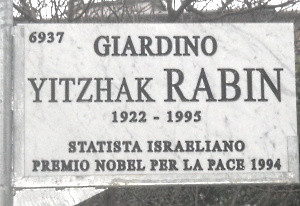 6937
GIARDINO
YITZHAK RABIN
1922 - 1995
STATISTA ISRAELIANO
PREMIO NOBEL PER LA PACE 1994